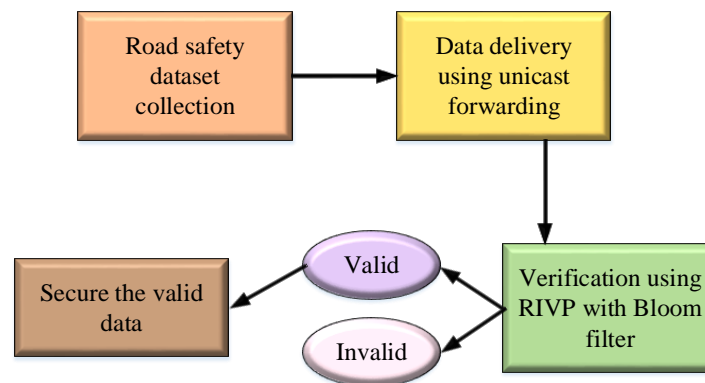 Road safety
dataset
collection
Data delivery
using unicast
forwarding
Valid
Secure the valid
data
Verification using
RIVP with Bloom
filter
Invalid